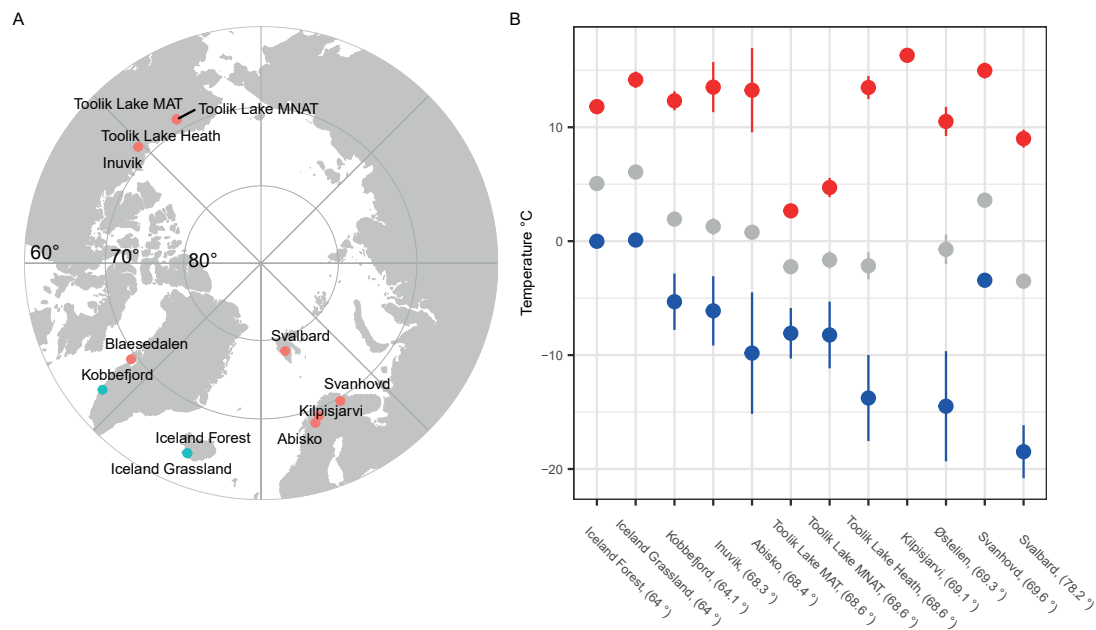 A
Toolik Lake MAT
Toolik Lake MNAT
Toolik Lake Heath
Inuvik
60°
70°
80°
Svalbard
Blaesedalen
Kobbefjord
Svanhovd
Kilpisjarvi
Abisko
Iceland Forest
Iceland Grassland
B
Temperature °C
10
0
−10
−20
Iceland Forest, (64 °)
Iceland Grassland, (64 °)
Kobbefjord, (64.1 °)
Inuvik, (68.3 °)
Abisko, (68.4 °)
Toolik Lake MAT, (68.6 °)
Toolik Lake MNAT, (68.6 °)
Toolik Lake Heath, (68.6 °)
Kilpisjarvi, (69.1 °)
Østelien, (69.3 °)
Svanhovd, (69.6 °)
Svalbard, (78.2 °)